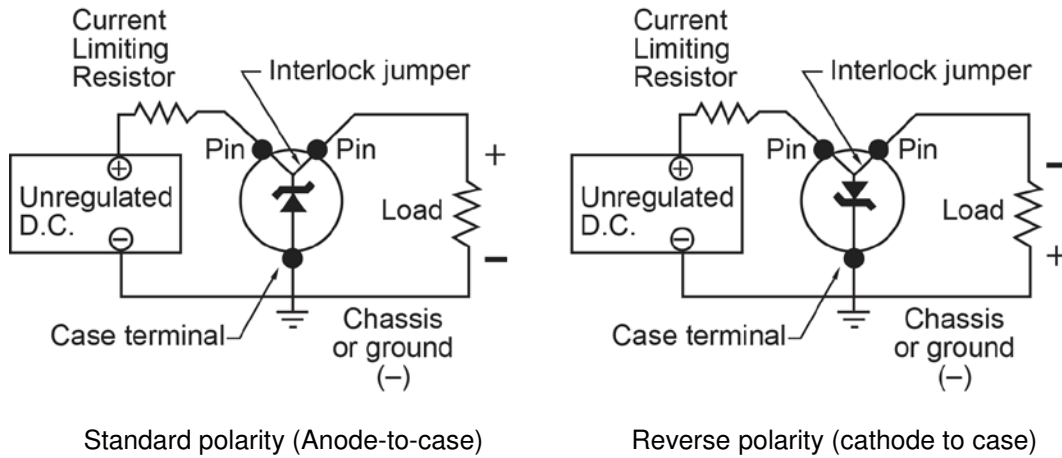 Current
Limiting
Resistor
Interlock jumper
Pin
Pin
+
+
Unregulated
D.C.
−
Load
−
Case terminal
Chassis
or ground
(−)
Standard polarity (Anode-to-case)
Current
Limiting
Resistor
Interlock jumper
Pin
Pin
+
−
Unregulated
D.C.
−
Load
+
Case terminal
Chassis
or ground
(−)
Reverse polarity (cathode to case)